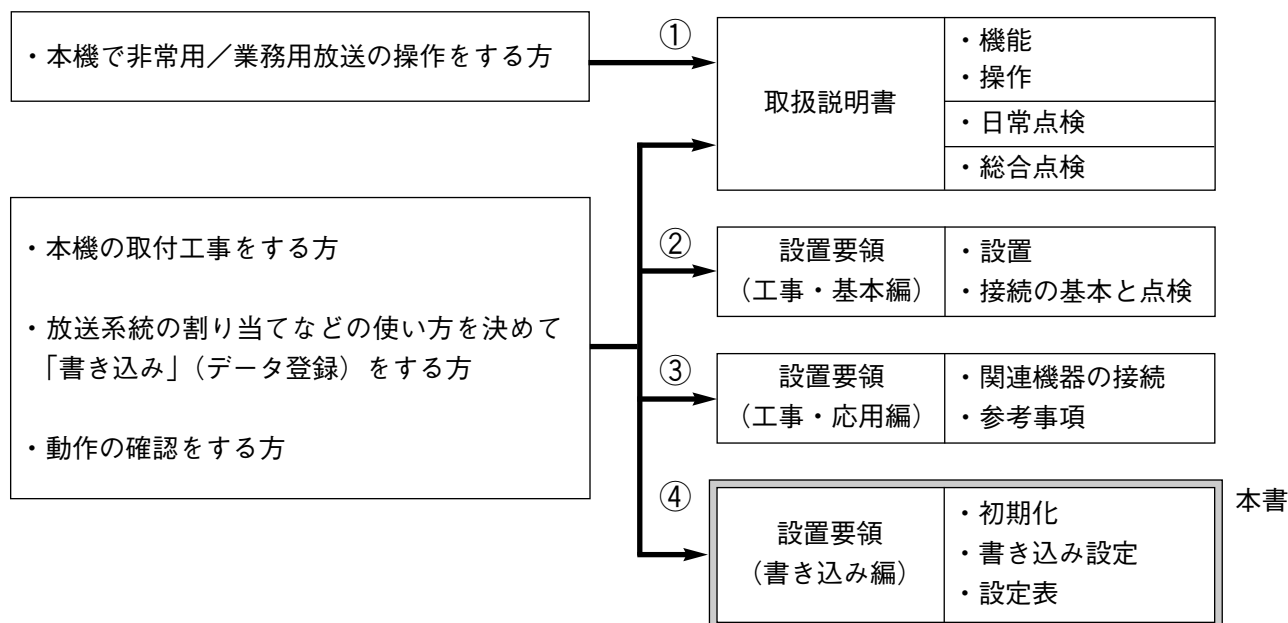 ・本機で非常用／業務用放送の操作をする方
①
取扱説明書
・機能
・操作
・日常点検
・総合点検
・本機の取付工事をする方
・放送系統の割り当てなどの使い方を決めて
「書き込み」（データ登録）をする方
・動作の確認をする方
②
設置要領
（工事・基本編）
・設置
・接続の基本と点検
③
設置要領
（工事・応用編）
・関連機器の接続
・参考事項
④
設置要領
（書き込み編）
・初期化
・書き込み設定
・設定表
本書